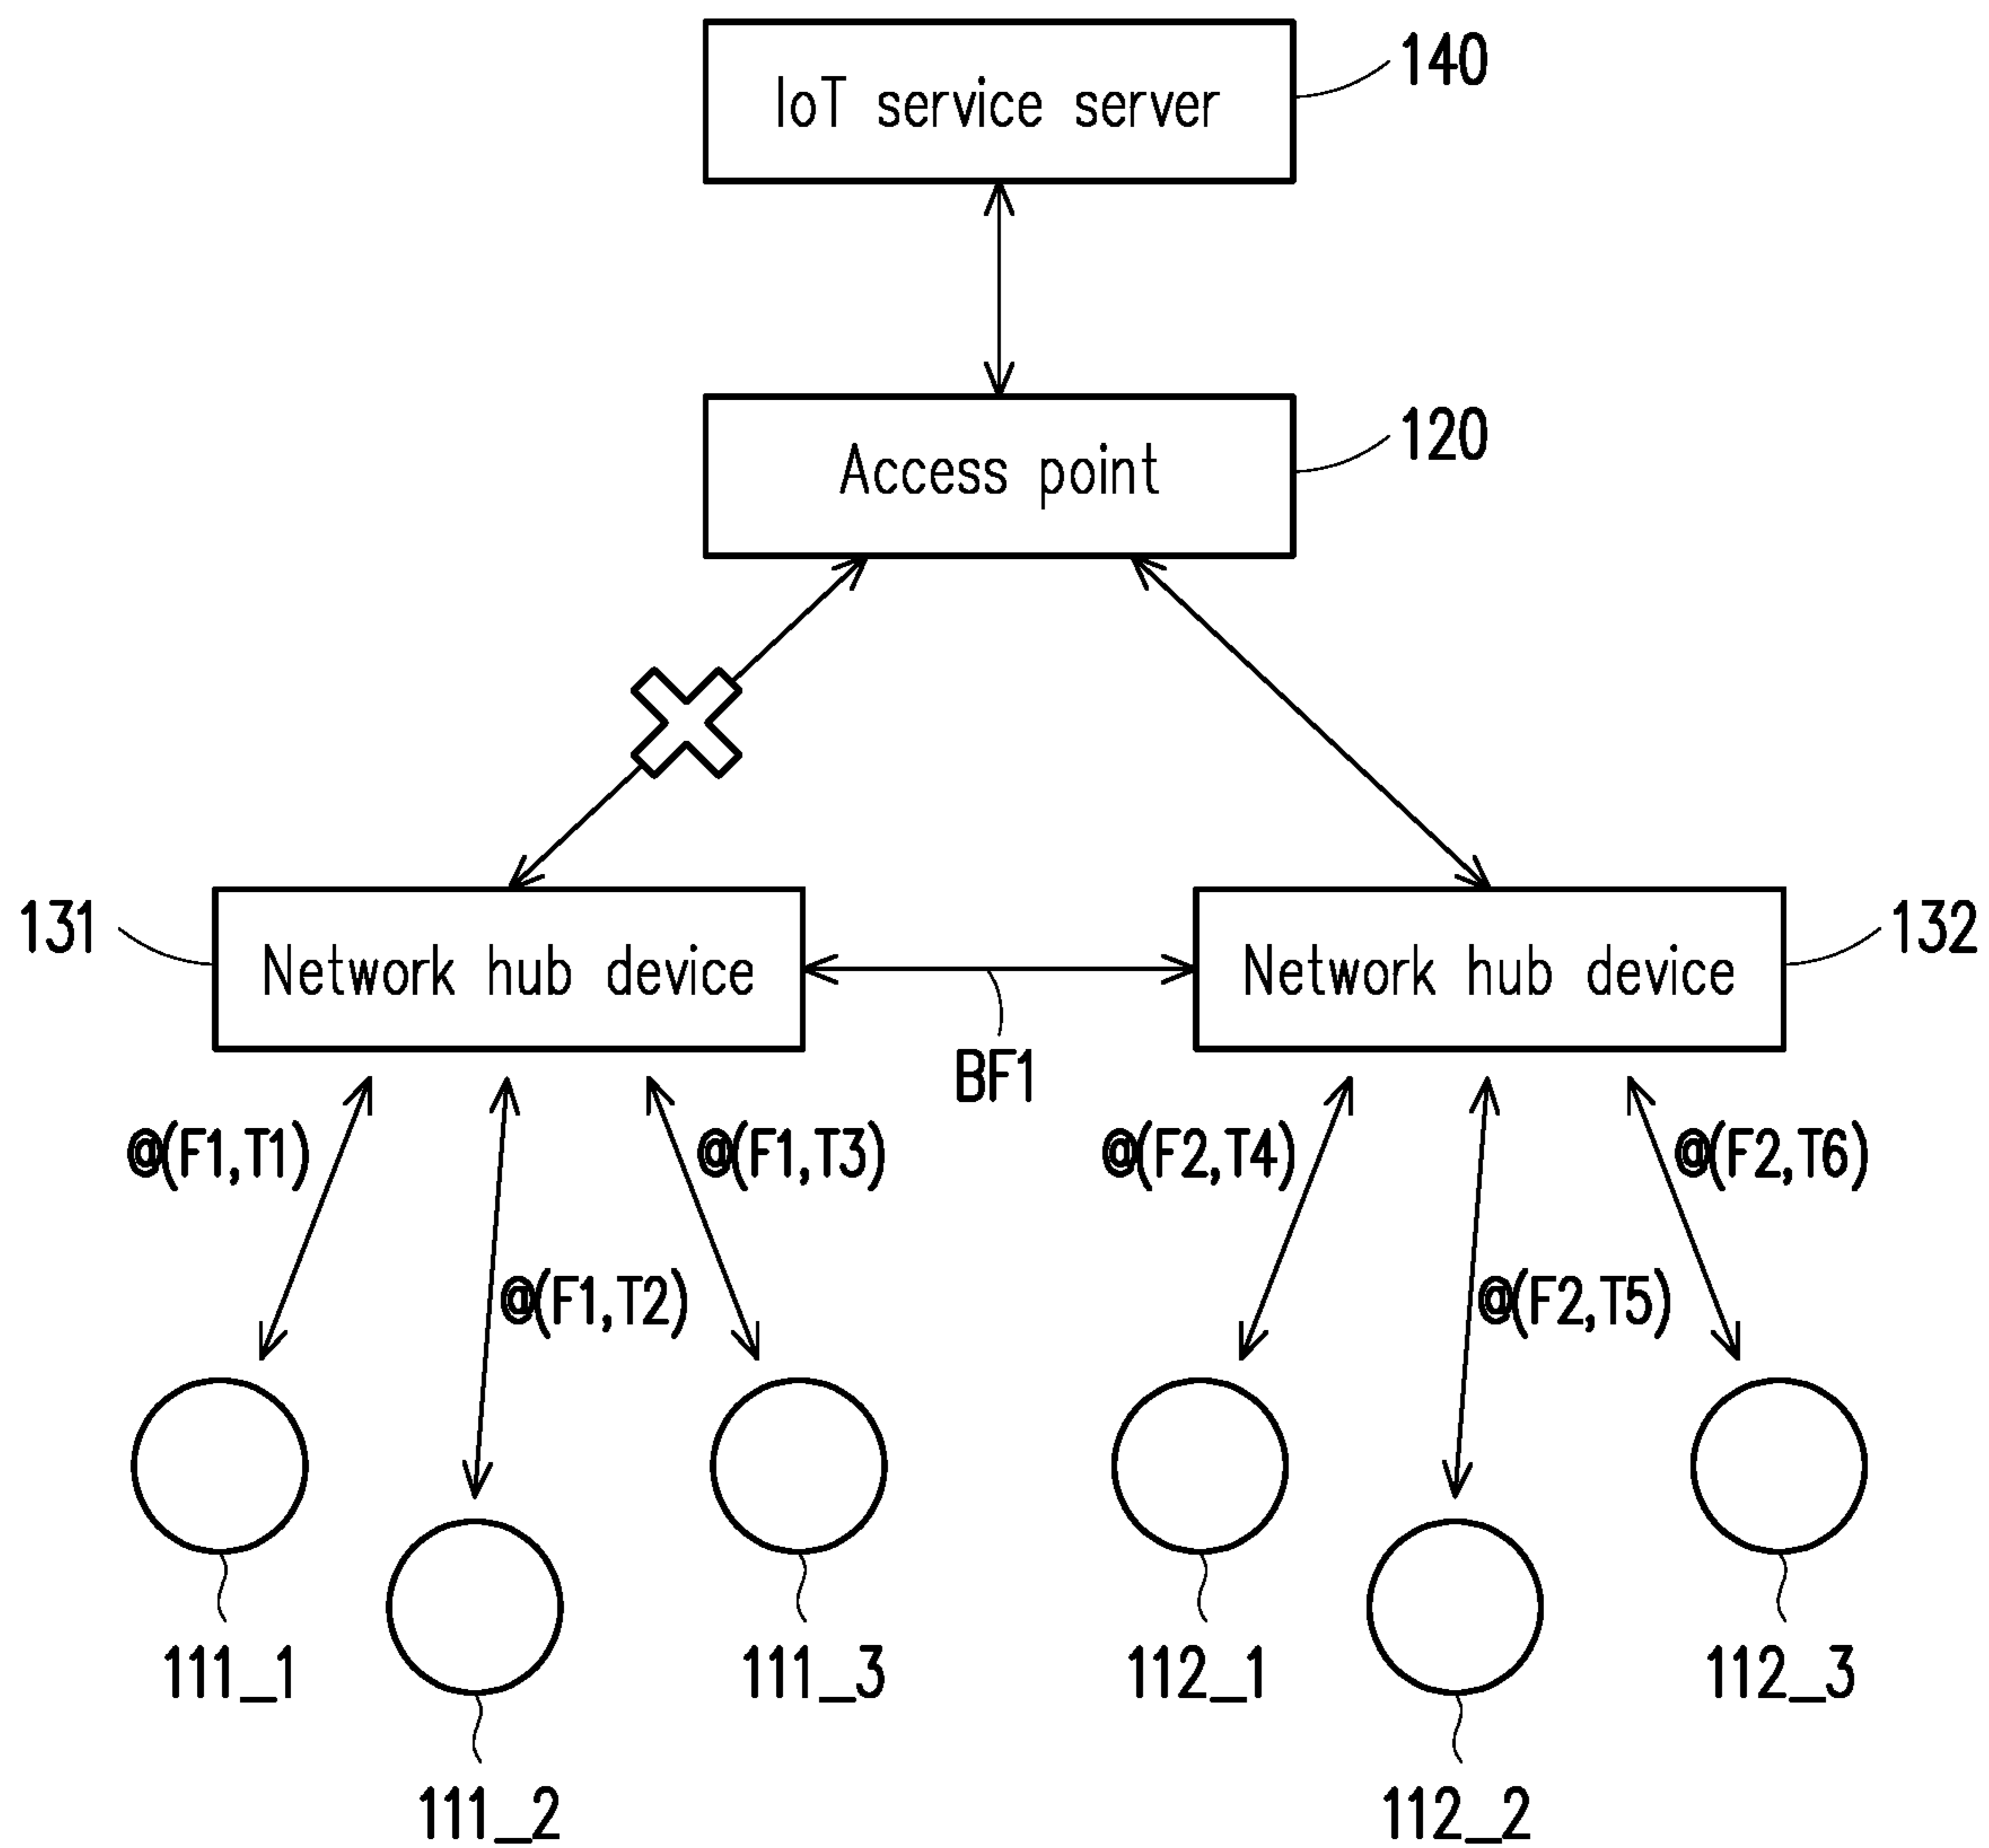 IoT service server
140
Access point
120
131
Network hub device
Network hub device
132
BF1
@(F1,T1)
@(F1,T3)
@(F2,T4)
@(F2,T6)
@(F1,T2)
@(F2,T5)
111_1
111_3
112_1
112_3
111_2
112_2